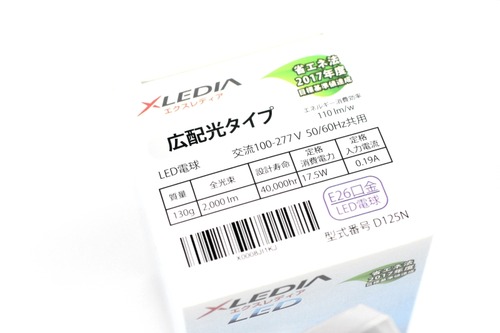 XLEDIA
エクスレディア
省エネ法
2017年度
目標基準値達成
エネルギー消費効率
110 lm/w
広配光タイプ
LED電球
交流100-277V 50/60Hz共用
質量 全光束 設計寿命 定格消費電力 定格入力電流
130g 2,000 lm 40,000hr 17.5W 0.19A
E26口金
LED電球
型式番号 D125N
XLEDIA
エクスレディア
LED
省エネ法
2017年度